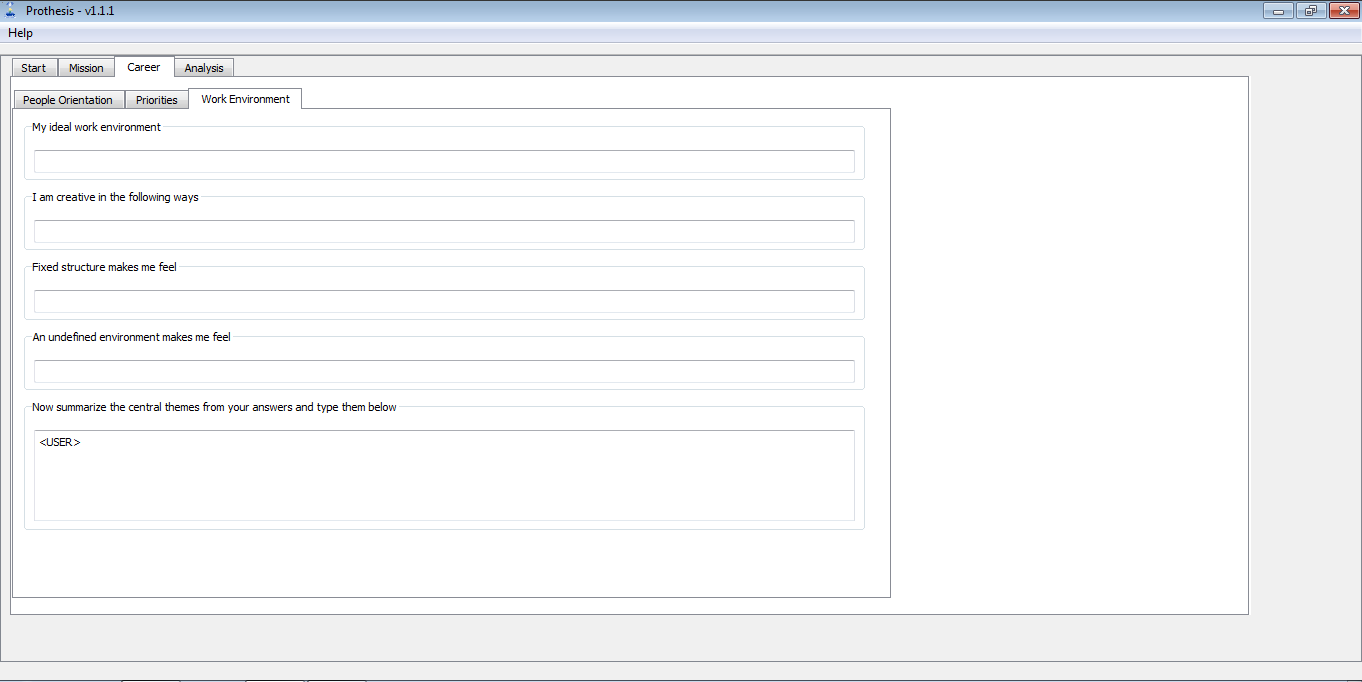 Prothesis - v1.1.1
Help
Start Mission Career Analysis
People Orientation Priorities Work Environment
My ideal work environment
I am creative in the following ways
Fixed structure makes me feel
An undefined environment makes me feel
Now summarize the central themes from your answers and type them below
<USER>